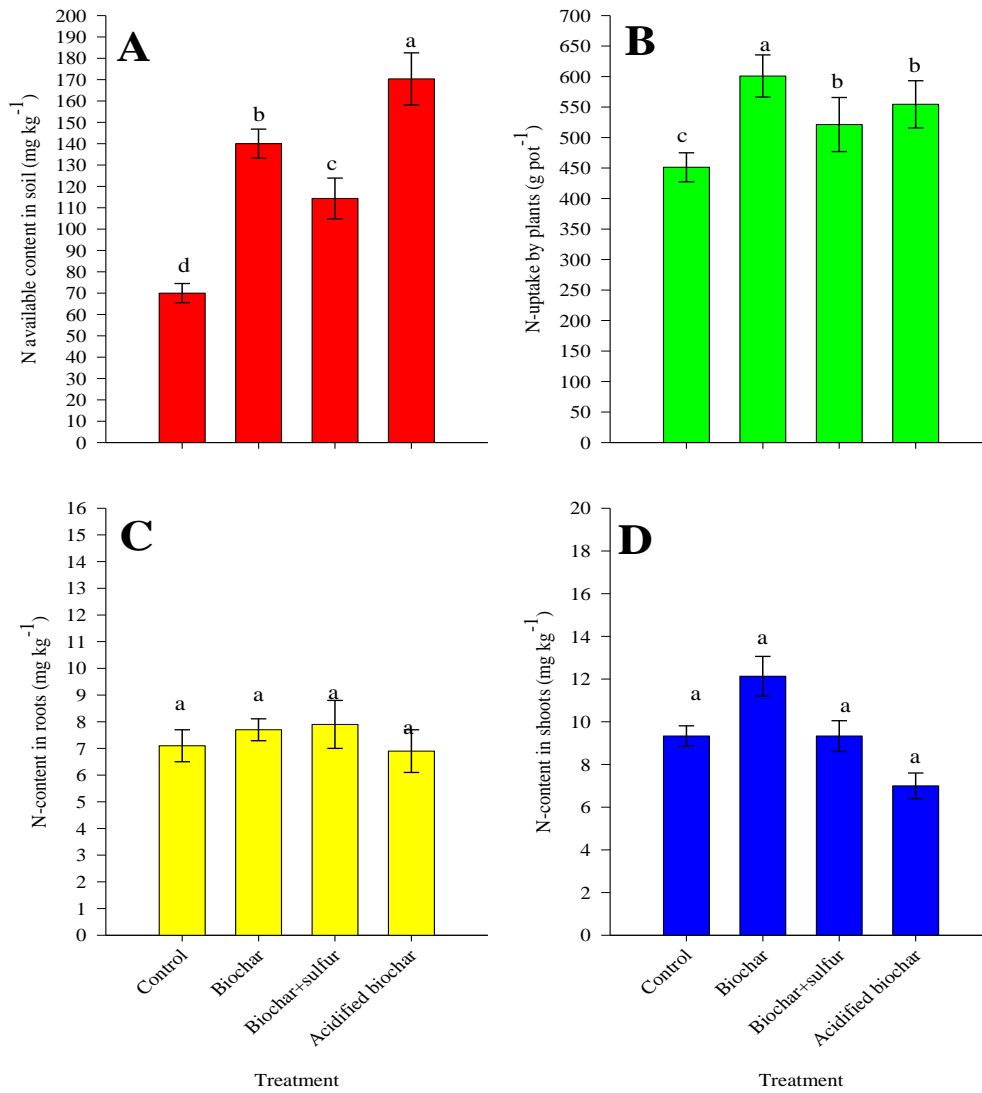 A
N available content in soil (mg kg-1)
200
190
180
170
160
150
140
130
120
110
100
90
80
70
60
50
40
30
20
10
0
d
b
c
a
B
N-uptake by plants (g pot-1)
700
650
600
550
500
450
400
350
300
250
200
150
100
50
0
c
a
b
b
C
N-content in roots (mg kg-1)
16
15
14
13
12
11
10
9
8
7
6
5
4
3
2
1
0
a
a
a
a
Control
Biochar
Biochar+sulfur
Acidified biochar
Treatment
D
N-content in shoots (mg kg-1)
20
18
16
14
12
10
8
6
4
2
0
a
a
a
a
Control
Biochar
Biochar+sulfur
Acidified biochar
Treatment